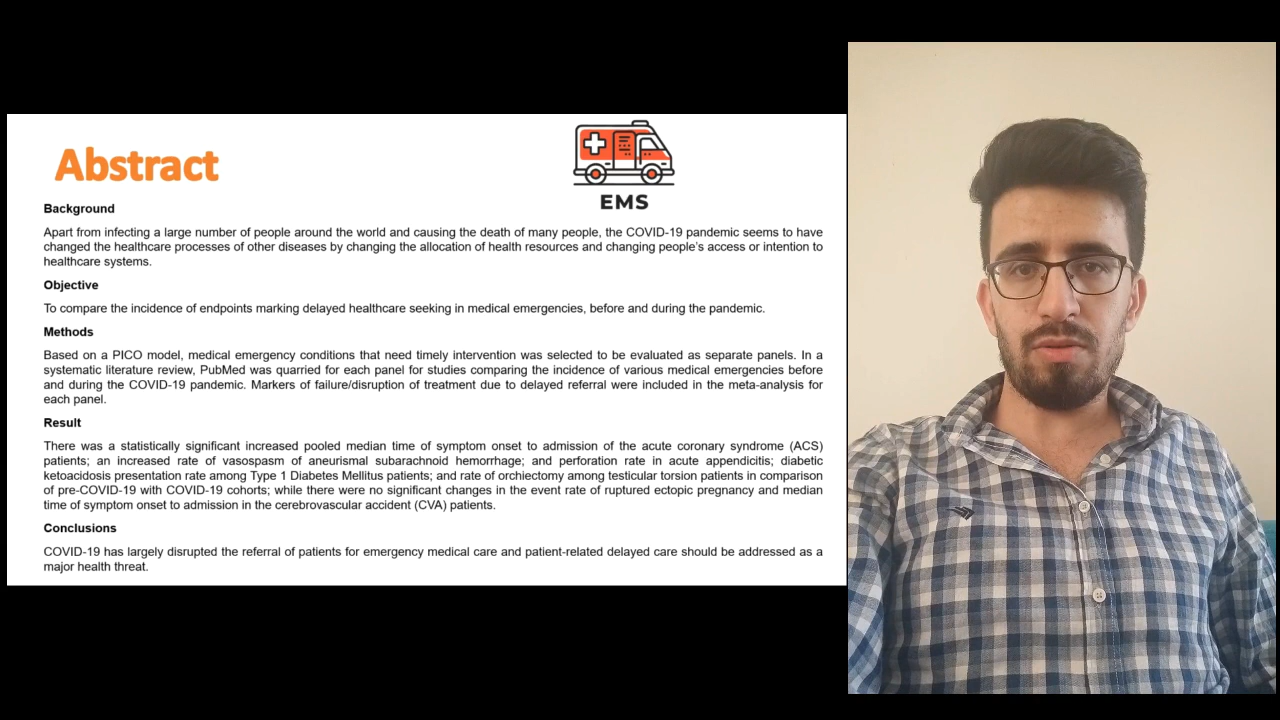 Abstract
EMS
Background
Apart from infecting a large number of people around the world and causing the death of many people, the COVID-19 pandemic seems to have
changed the healthcare processes of other diseases by changing the allocation of health resources and changing people's access or intention to
healthcare systems.
Objective
To compare the incidence of endpoints marking delayed healthcare seeking in medical emergencies, before and during the pandemic.
Methods
Based on a PICO model, medical emergency conditions that need timely intervention was selected to be evaluated as separate panels. In a
systematic literature review, PubMed was quarried for each panel for studies comparing the incidence of various medical emergencies before
and during the COVID-19 pandemic. Markers of failure/disruption of treatment due to delayed referral were included in the meta-analysis for
each panel.
Result
There was a statistically significant increased pooled median time of symptom onset to admission of the acute coronary syndrome (ACS)
patients; an increased rate of vasospasm of aneurismal subarachnoid hemorrhage; and perforation rate in acute appendicitis; diabetic
ketoacidosis presentation rate among Type 1 Diabetes Mellitus patients; and rate of orchiectomy among testicular torsion patients in comparison
of pre-COVID-19 with COVID-19 cohorts; while there were no significant changes in the event rate of ruptured ectopic pregnancy and median
time of symptom onset to admission in the cerebrovascular accident (CVA) patients.
Conclusions
COVID-19 has largely disrupted the referral of patients for emergency medical care and patient-related delayed care should be addressed as a
major health threat.